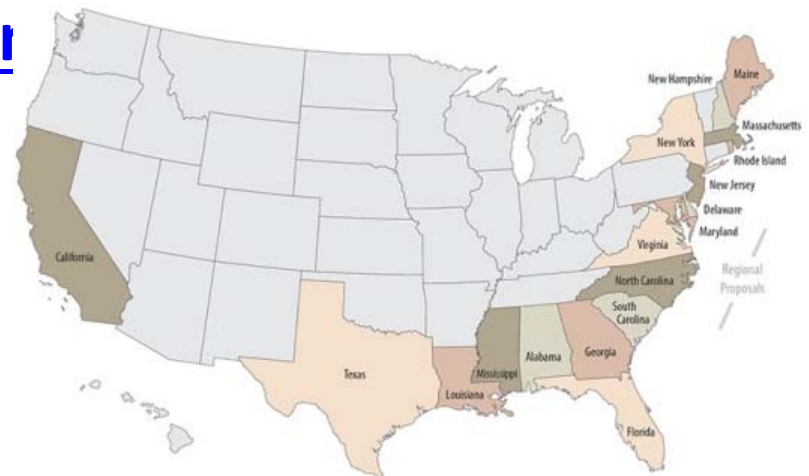 New Hampshire
Maine
Massachusetts
New York
Rhode Island
New Jersey
Delaware
Maryland
Virginia
Regional
Proposals
California
North Carolina
South
Carolina
Georgia
Alabama
Mississippi
Texas
Louisiana
Florida